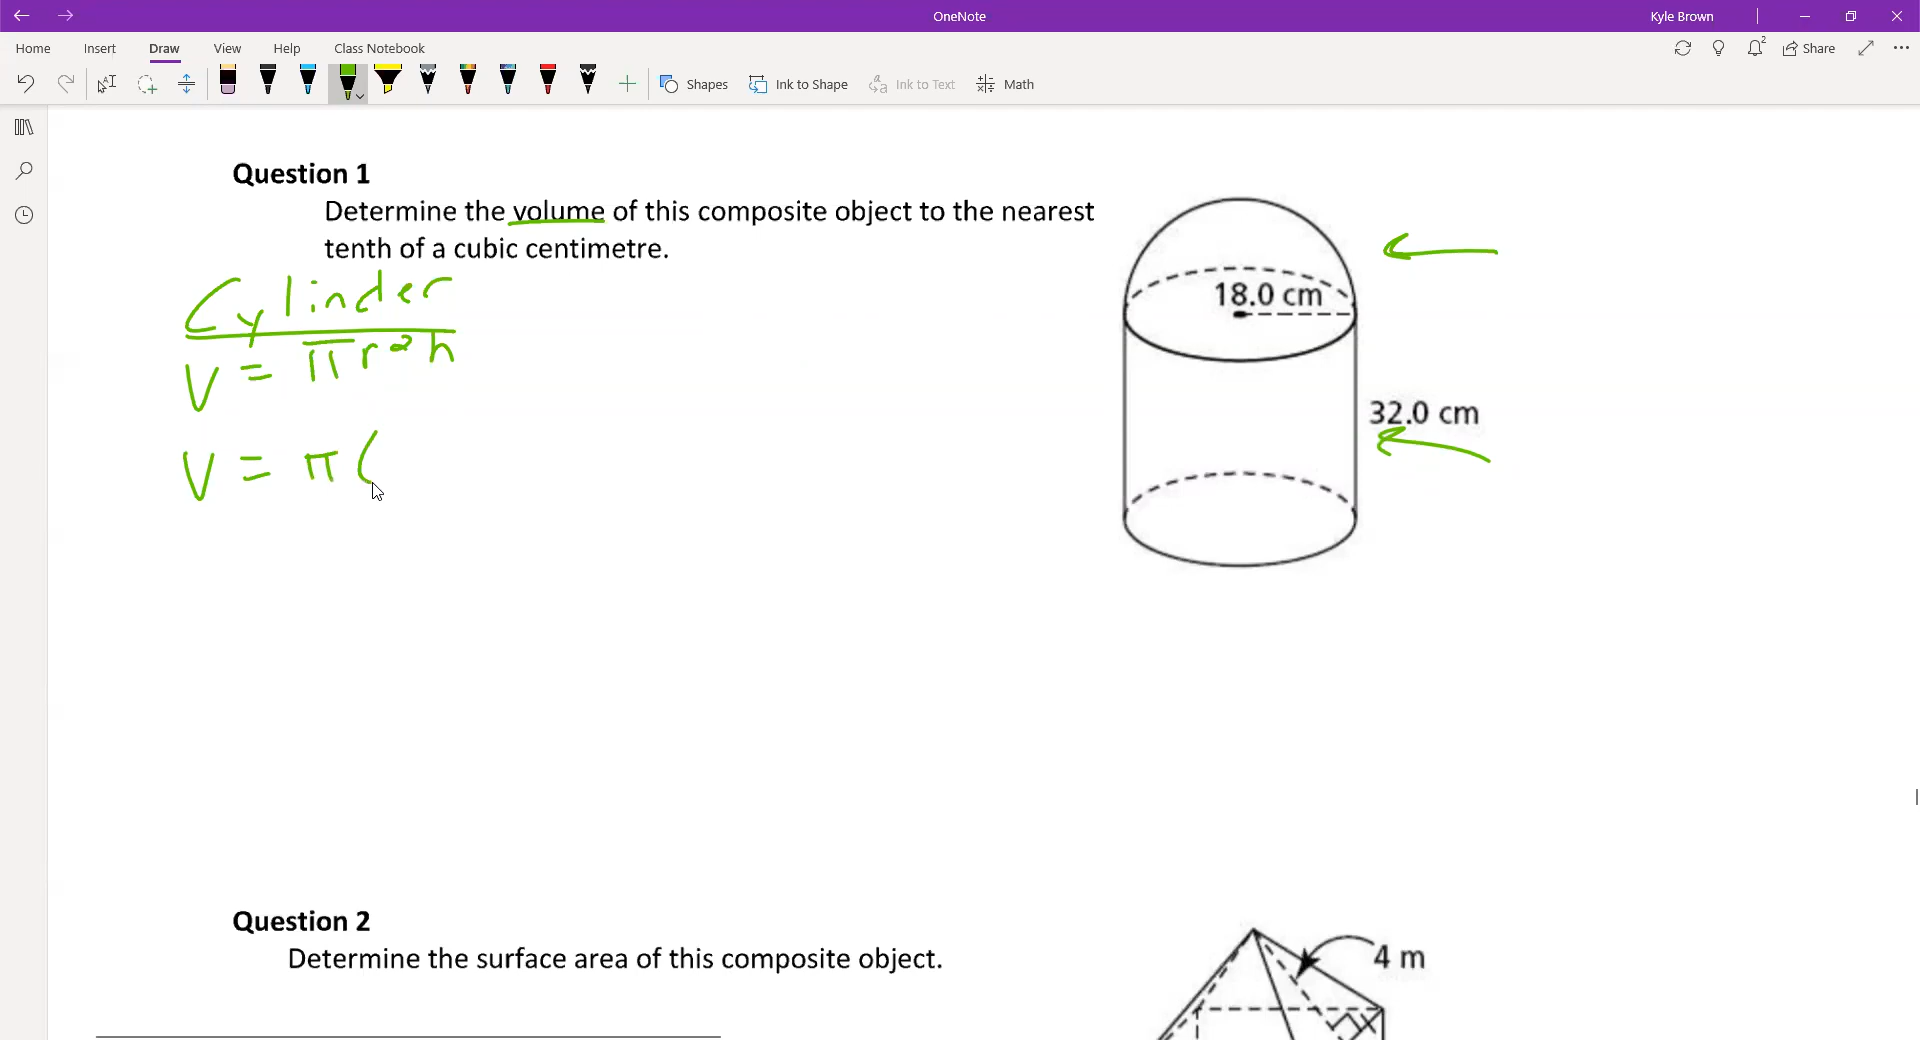 OneNote
Kyle Brown
Home Insert Draw View Help Class Notebook
2 Share
Shapes Ink to Shape Ink to Text Math
Question 1
Determine the volume of this composite object to the nearest
tenth of a cubic centimetre.
Cylinder
V = πr²h
V = π(
18.0 cm
32.0 cm
Question 2
Determine the surface area of this composite object.
4 m